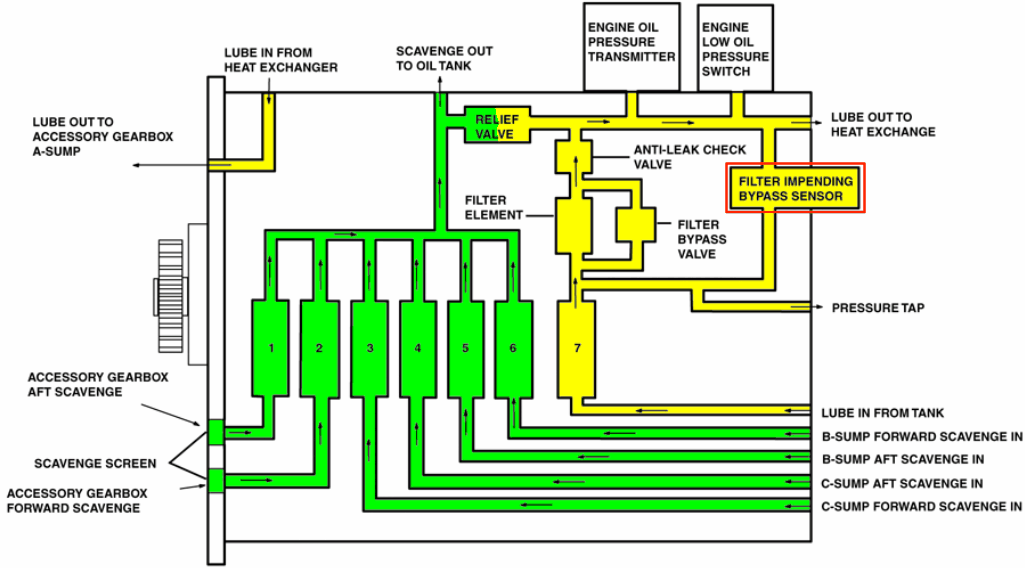 ENGINE OIL
PRESSURE
TRANSMITTER
ENGINE
LOW OIL
PRESSURE
SWITCH
LUBE IN FROM
HEAT EXCHANGER
SCAVENGE OUT
TO OIL TANK
LUBE OUT TO
ACCESSORY GEARBOX
A-SUMP
RELIEF
VALVE
LUBE OUT TO
HEAT EXCHANGE
ANTI-LEAK CHECK
VALVE
FILTER IMPENDING
BYPASS SENSOR
FILTER
ELEMENT
FILTER
BYPASS
VALVE
PRESSURE TAP
1
2
3
4
5
6
7
ACCESSORY GEARBOX
AFT SCAVENGE
SCAVENGE SCREEN
ACCESSORY GEARBOX
FORWARD SCAVENGE
LUBE IN FROM TANK
B-SUMP FORWARD SCAVENGE IN
B-SUMP AFT SCAVENGE IN
C-SUMP AFT SCAVENGE IN
C-SUMP FORWARD SCAVENGE IN